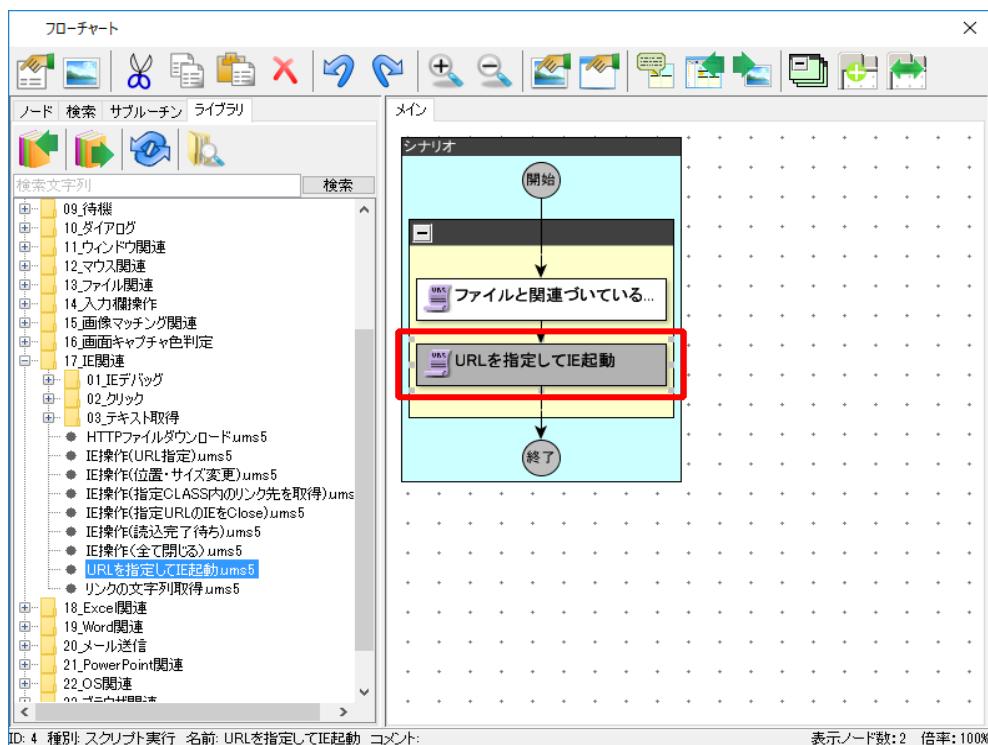 フローチャート
ノード 検索 サブルーチン ライブラリ
メイン
検索文字列 検索
09_待機
10_ダイアログ
11_ウィンドウ関連
12_マウス関連
13_ファイル関連
14_入力欄操作
15_画像マッチング関連
16_画面キャプチャ色判定
17_IE関連
01_IEデバッグ
02_クリック
03_テキスト取得
HTTPファイルダウンロード.ums5
IE操作(URL指定).ums5
IE操作(位置・サイズ変更).ums5
IE操作(指定CLASS内のリンク先を取得).ums
IE操作(指定URLのIEをClose).ums5
IE操作(読込完了待ち).ums5
IE操作(全て閉じる).ums5
URLを指定してIE起動.ums5
リンクの文字列取得.ums5
18_Excel関連
19_Word関連
20_メール送信
21_PowerPoint関連
22_OS関連
シナリオ
開始
ファイルと関連づいている...
URLを指定してIE起動
終了
ID: 4 種別: スクリプト実行 名前: URLを指定してIE起動 コメント:
表示ノード数:2 倍率:100%